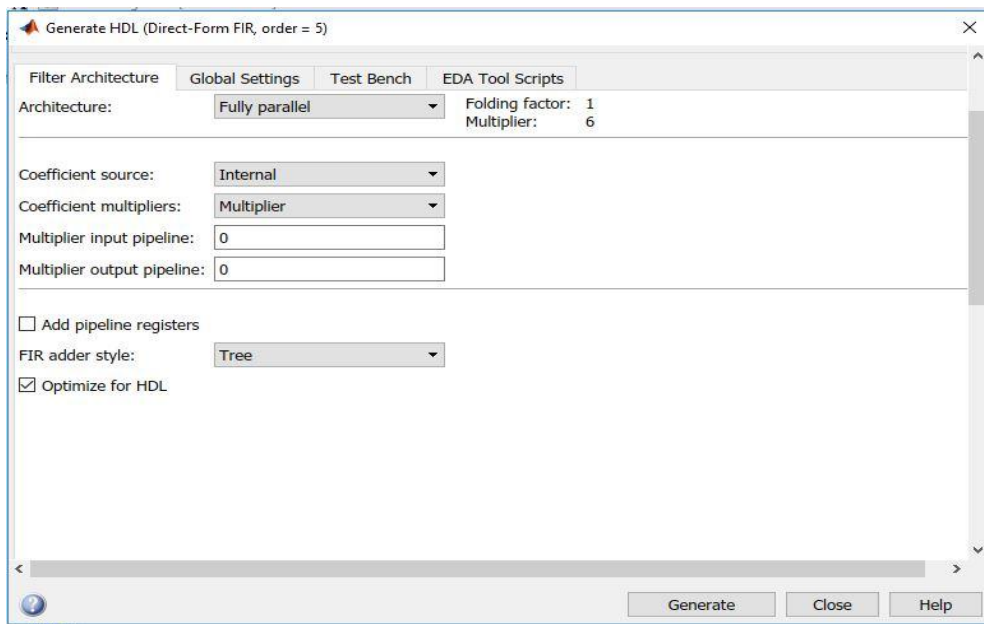 Generate HDL (Direct-Form FIR, order = 5)
Filter Architecture Global Settings Test Bench EDA Tool Scripts
Architecture: Fully parallel Folding factor: 1
Multiplier: 6
Coefficient source: Internal
Coefficient multipliers: Multiplier
Multiplier input pipeline: 0
Multiplier output pipeline: 0
Add pipeline registers
FIR adder style: Tree
Optimize for HDL
Generate Close Help